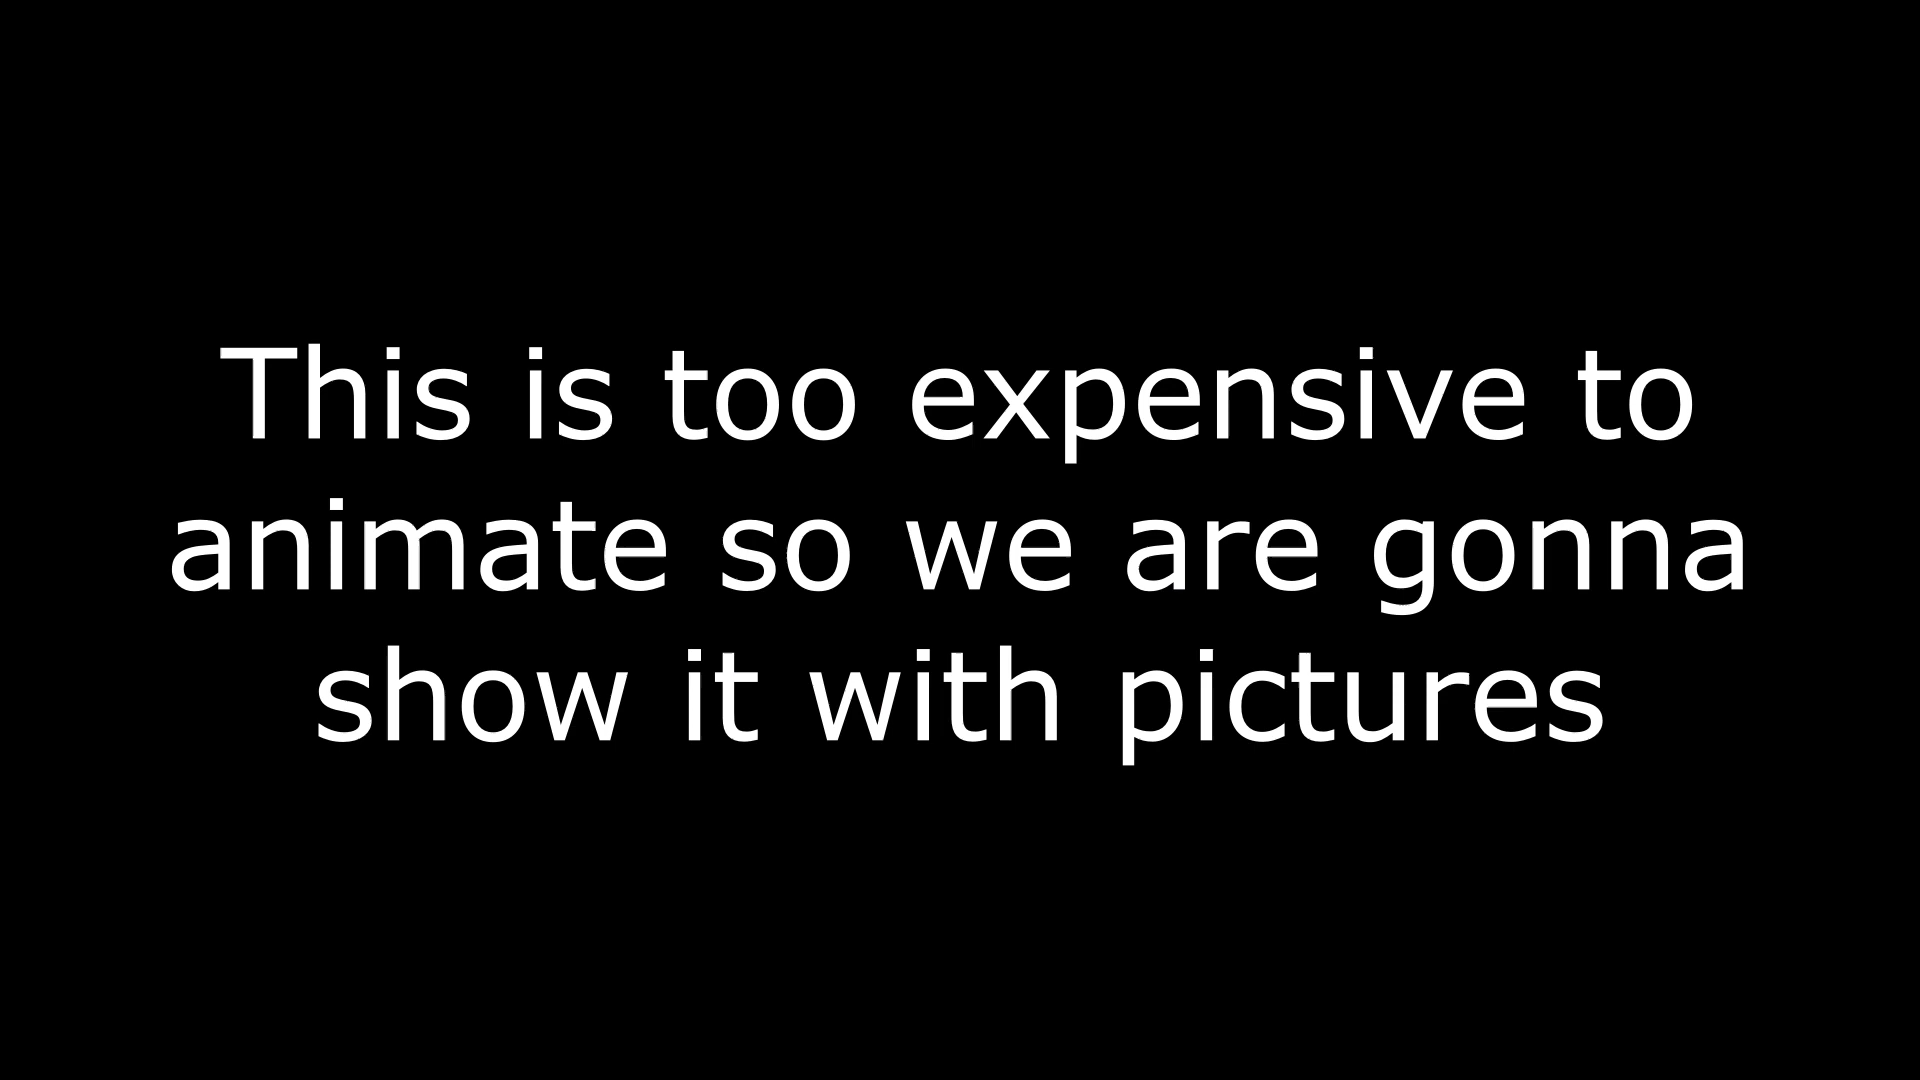 This is too expensive to
animate so we are gonna
show it with pictures